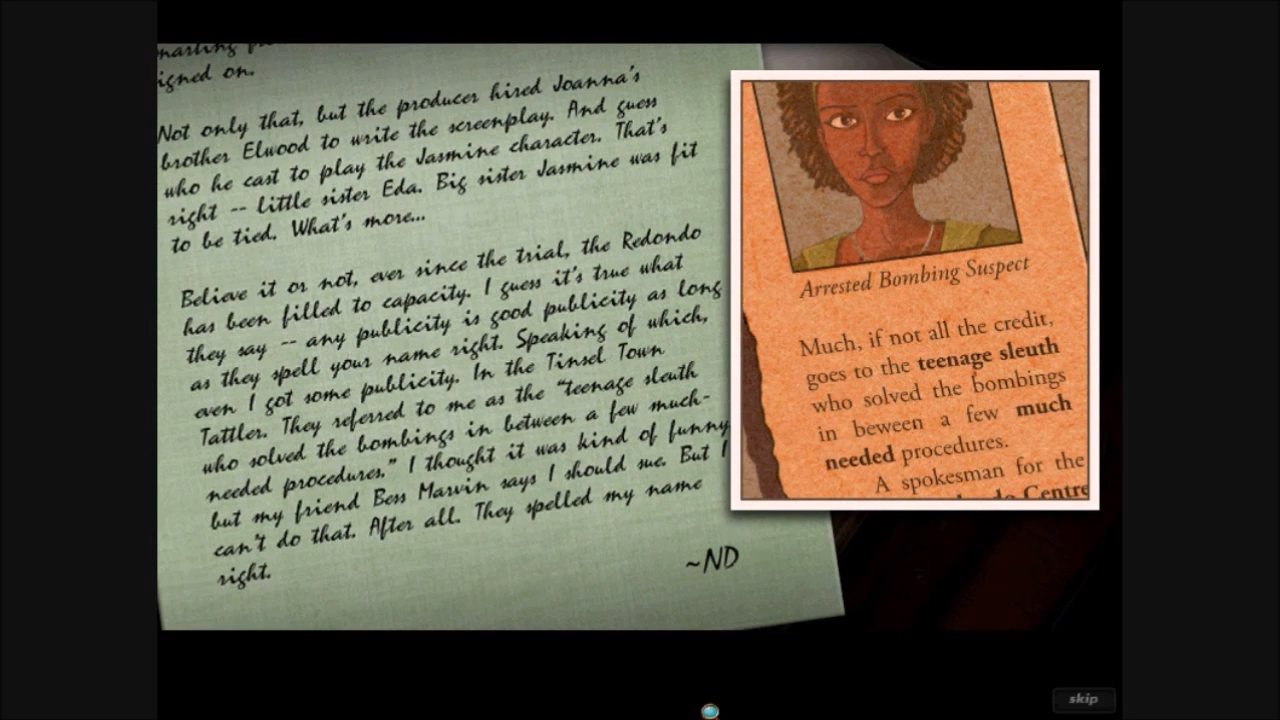 igned on.
Not only that, but the producer hired Joanna's
brother Elwood to write the screenplay. And guess
who he cast to play the Jasmine character. That's
right -- little sister Eda. Big sister Jasmine was fit
to be tied. What's more...
Believe it or not, ever since the trial, the Redondo
has been filled to capacity. I guess it's true what
they say -- any publicity is good publicity as long
as they spell your name right. Speaking of which,
even I got some publicity. In the Tinsel Town
Tattler. They referred to me as the "teenage sleuth
who solved the bombings in between a few much-
needed procedures." I thought it was kind of funny
but my friend Bess Marvin says I should sue. But I
can't do that. After all. They spelled my name
right.
~ND
Arrested Bombing Suspect
Much, if not all the credit,
goes to the teenage sleuth
who solved the bombings
in beween a few much
needed procedures.
A spokesman for the
Centre
skip